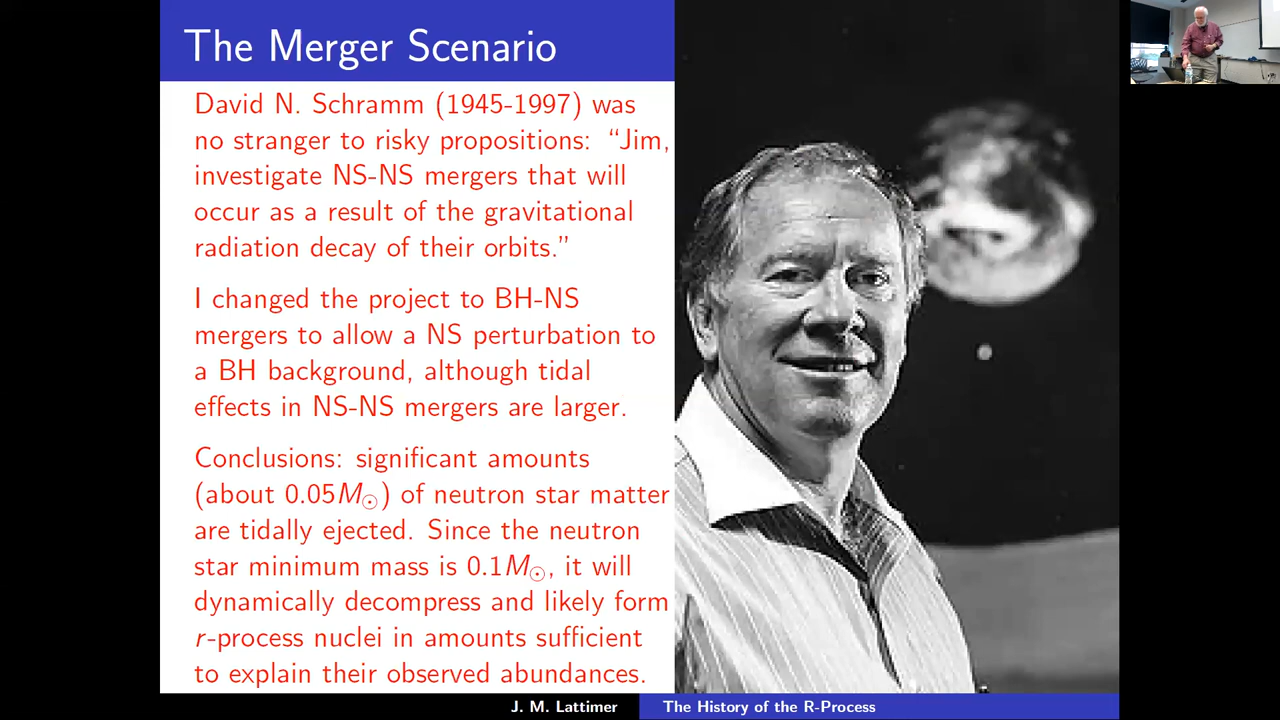 The Merger Scenario
David N. Schramm (1945-1997) was
no stranger to risky propositions: “Jim,
investigate NS-NS mergers that will
occur as a result of the gravitational
radiation decay of their orbits.”
I changed the project to BH-NS
mergers to allow a NS perturbation to
a BH background, although tidal
effects in NS-NS mergers are larger.
Conclusions: significant amounts
(about 0.05M☉) of neutron star matter
are tidally ejected. Since the neutron
star minimum mass is 0.1M☉, it will
dynamically decompress and likely form
r-process nuclei in amounts sufficient
to explain their observed abundances.
J. M. Lattimer
The History of the R-Process